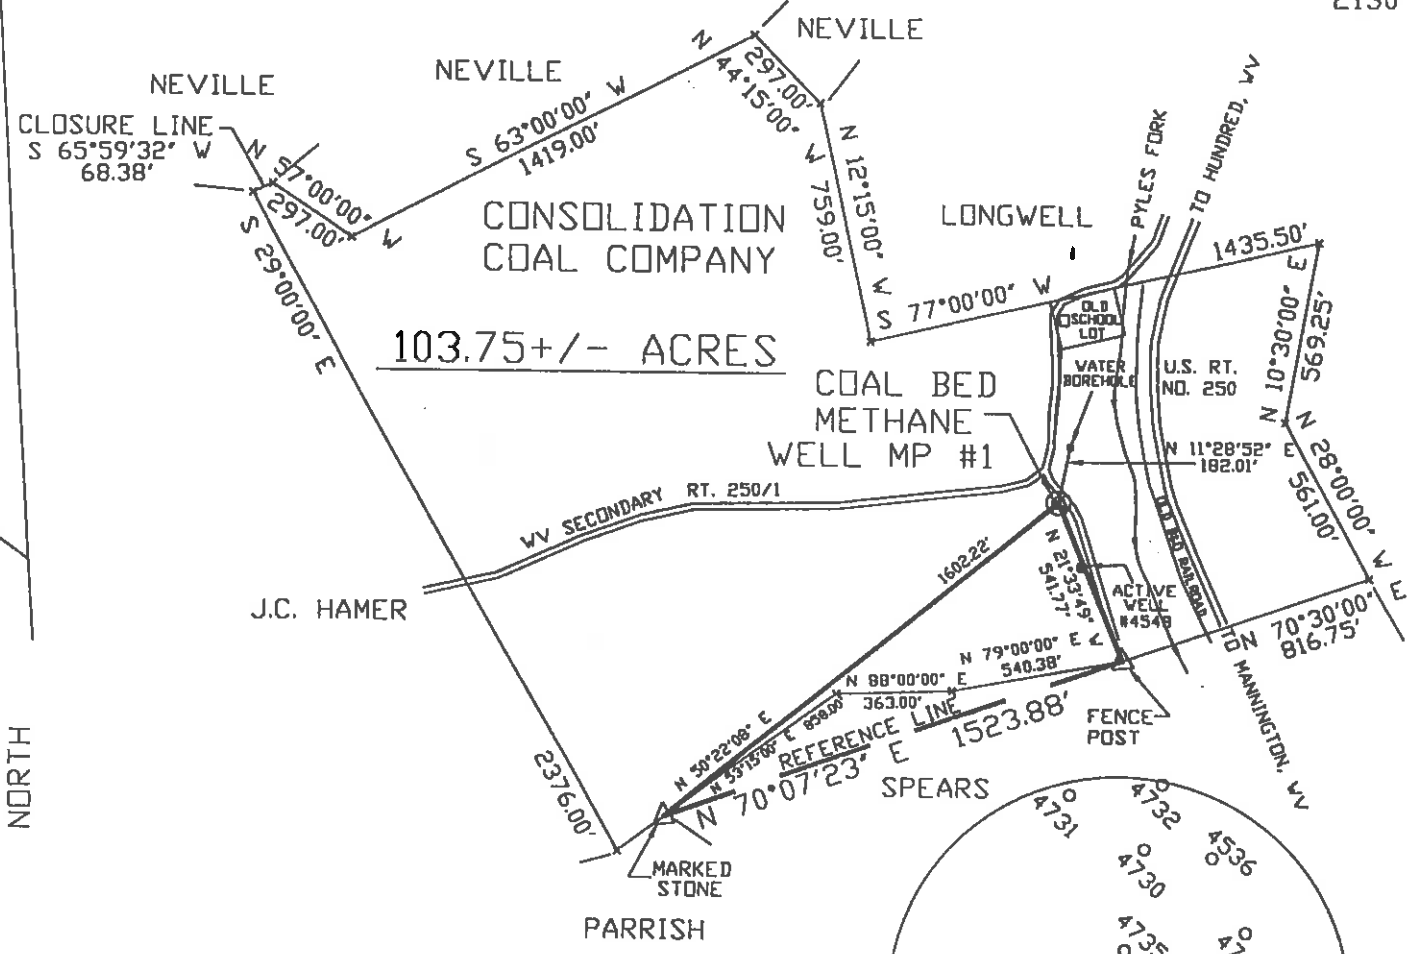 NEVILLE
NEVILLE
NEVILLE
CLOSURE LINE
S 65°59'32" W
68.38'
N 57°00'00" W
297.00'
S 63°00'00" W
1419.00'
N 44°15'00" W
297.00'
N 12°15'00" W
759.00'
CONSOLIDATION
COAL COMPANY
LONGWELL
PYLES FORK
TO HUNDRED, WV
S 77°00'00" W
1435.50'
S 29°00'00" E
2376.00'
103.75+/- ACRES
OLD
SCHOOL
LOT
WATER
BOREHOLE
U.S. RT.
NO. 250
N 10°30'00" E
569.25'
COAL BED
METHANE
WELL MP #1
N 11°28'52" E
182.01'
N 28°00'00" W
561.00'
WV SECONDARY RT. 250/1
OLD BED RAILROAD
1602.22'
N 50°22'08" E
N 21°33'49" W
541.77'
ACTIVE
WELL
#4549
J.C. HAMER
N 70°30'00" E
816.75'
TO MANNINGTON, WV
N 79°00'00" E
540.38'
N 88°00'00" E
363.00'
N 53°15'00" E 858.00'
REFERENCE LINE
N 70°07'23" E 1523.88'
FENCE
POST
SPEARS
MARKED
STONE
PARRISH
NORTH
4731
4732
4536
4730
4735